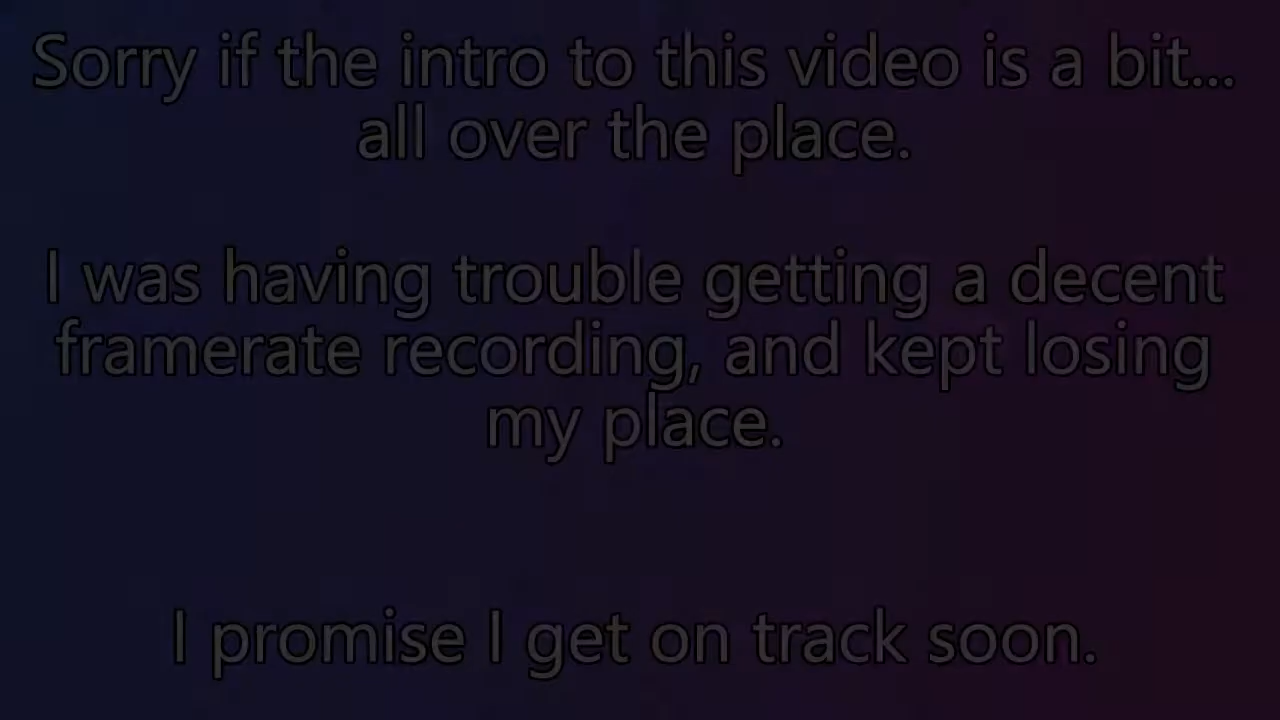 Sorry if the intro to this video is a bit...
all over the place.
I was having trouble getting a decent
framerate recording, and kept losing
my place.
I promise I get on track soon.